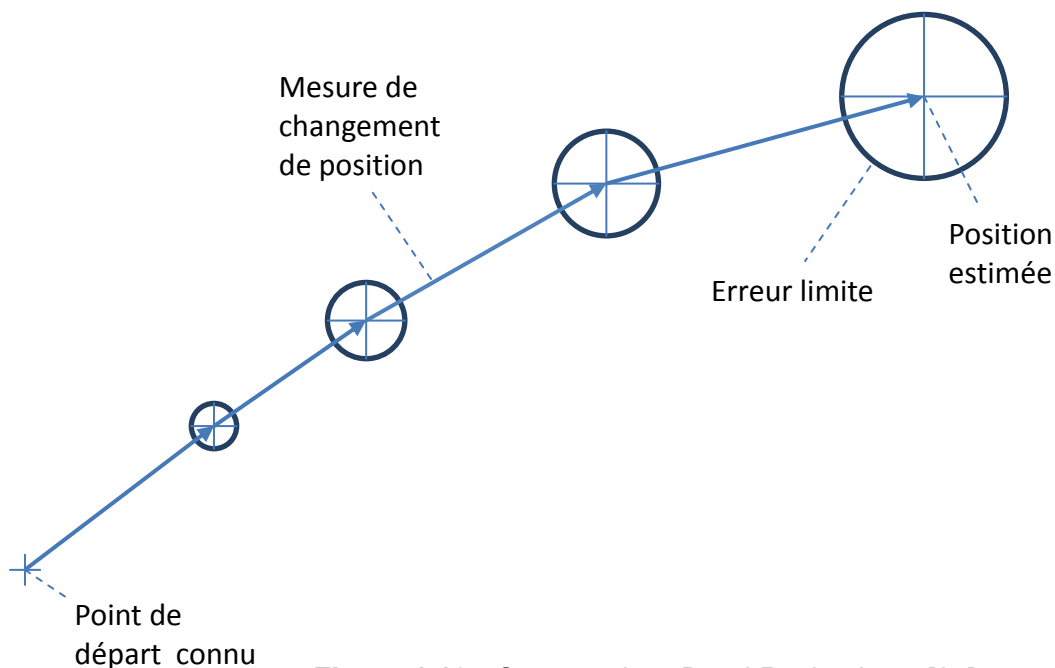 Mesure de
changement
de position
Position
estimée
Erreur limite
Point de
départ connu